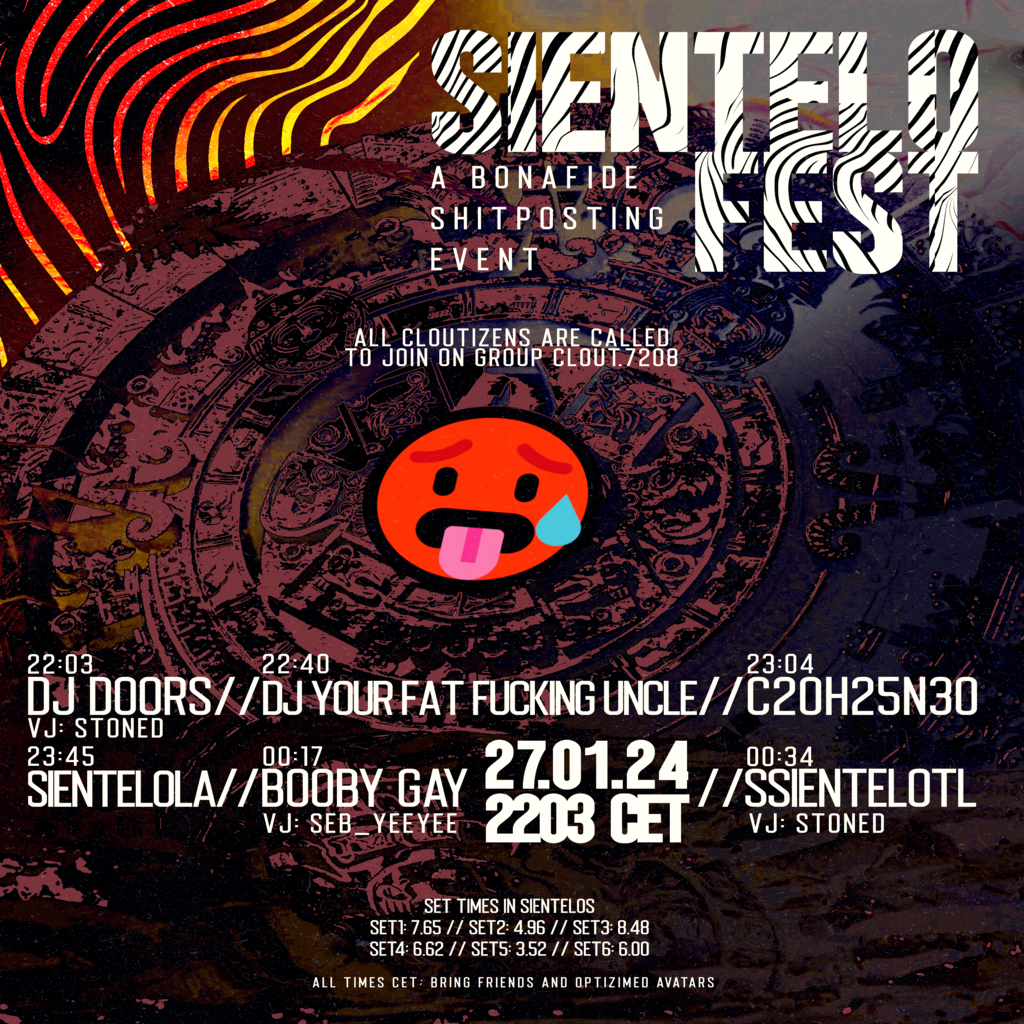 SIENTELO
FEST
A BONAFIDE
SHITPOSTING
EVENT
ALL CLOUTIZENS ARE CALLED
TO JOIN ON GROUP CLOUT.7208
22:03 22:40 23:04
DJ DOORS//DJ YOUR FAT FUCKING UNCLE//C20H25N3O
VJ: STONED
23:45 00:17 00:34
SIENTELOLA//BOOBY GAY //SSIENTELOTL
VJ: SEB_YEEYEE VJ: STONED
27.01.24
2203 CET
SET TIMES IN SIENTELOS
SET1: 7.65 // SET2: 4.96 // SET3: 8.48
SET4: 6.62 // SET5: 3.52 // SET6: 6.00
ALL TIMES CET: BRING FRIENDS AND OPTIZIMED AVATARS